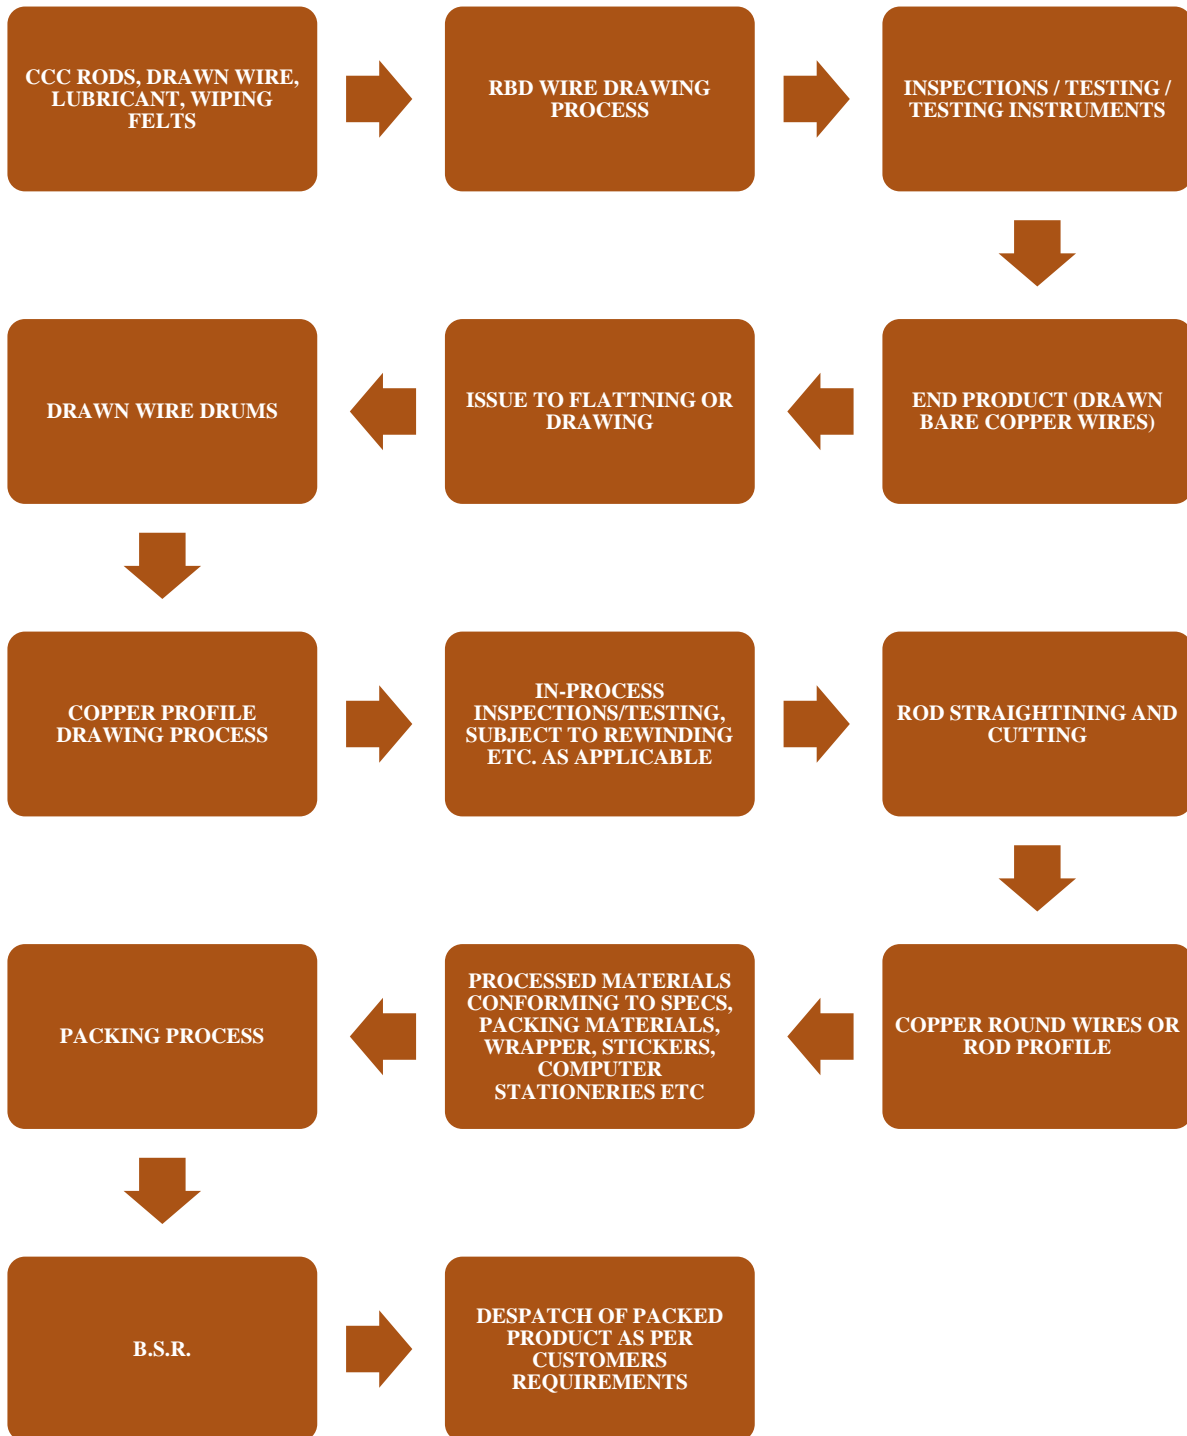 CCC RODS, DRAWN WIRE,
LUBRICANT, WIPING
FELTS
RBD WIRE DRAWING
PROCESS
INSPECTIONS / TESTING /
TESTING INSTRUMENTS
END PRODUCT (DRAWN
BARE COPPER WIRES)
ISSUE TO FLATTNING OR
DRAWING
DRAWN WIRE DRUMS
COPPER PROFILE
DRAWING PROCESS
IN-PROCESS
INSPECTIONS/TESTING,
SUBJECT TO REWINDING
ETC. AS APPLICABLE
ROD STRAIGHTINING AND
CUTTING
COPPER ROUND WIRES OR
ROD PROFILE
PROCESSED MATERIALS
CONFORMING TO SPECS,
PACKING MATERIALS,
WRAPPER, STICKERS,
COMPUTER
STATIONERIES ETC
PACKING PROCESS
B.S.R.
DESPATCH OF PACKED
PRODUCT AS PER
CUSTOMERS
REQUIREMENTS